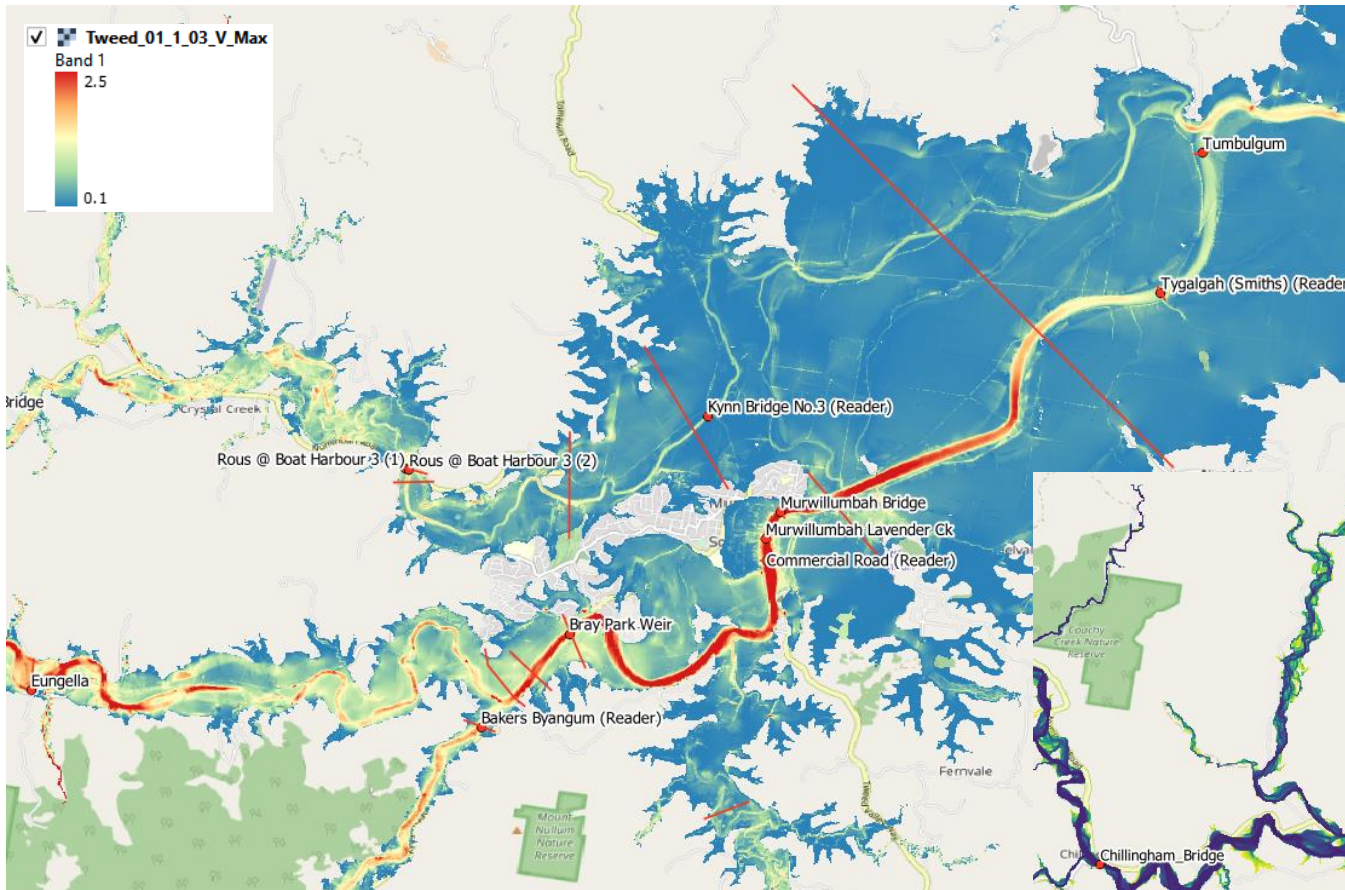 Tweed_01_1_03_V_Max
Band 1
2.5
0.1
Tumbulgum
Tygalgah (Smiths) (Reader
Bridge
Crystal Creek
Kynn Bridge No.3 (Reader)
Rous @ Boat Harbour 3 (1)
Rous @ Boat Harbour 3 (2)
Murwillumbah Bridge
Murwillumbah Lavender Ck
Commercial Road (Reader)
Bray Park Weir
Eungella
Bakers Byangum (Reader)
Fernvale
Mount
Nullum
Nature
Reserve
Couchy
Creek Nature
Reserve
Chillingham_Bridge